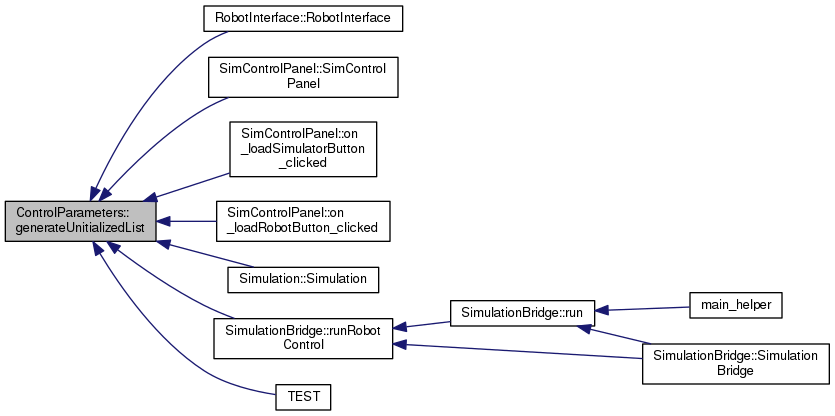 RobotInterface::RobotInterface
SimControlPanel::SimControl
Panel
SimControlPanel::on
_loadSimulatorButton
_clicked
ControlParameters::
generateUnitializedList
SimControlPanel::on
_loadRobotButton_clicked
Simulation::Simulation
SimulationBridge::runRobot
Control
SimulationBridge::run
main_helper
SimulationBridge::Simulation
Bridge
TEST